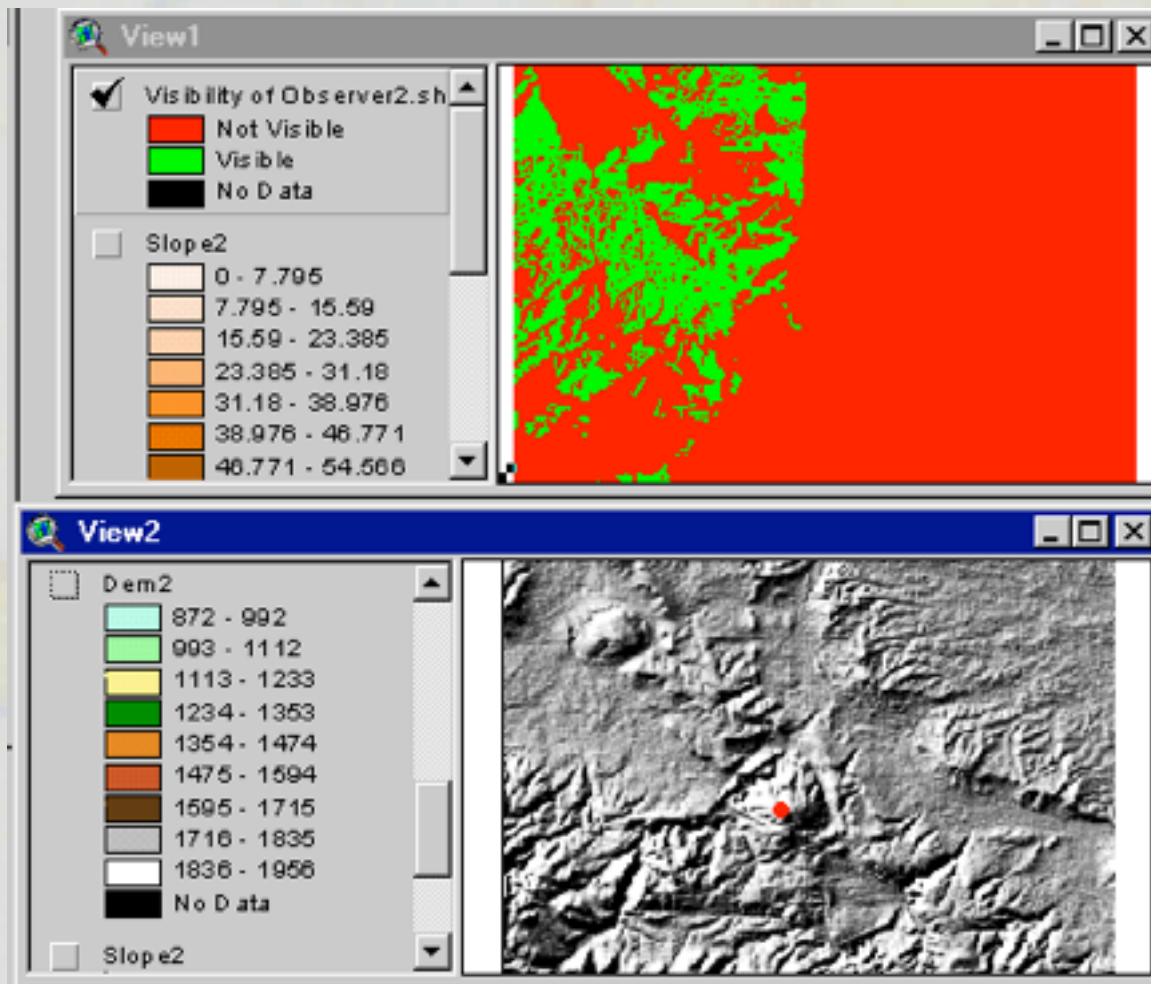 View1
Visibility of Observer2.sh
Not Visible
Visible
No Data
Slope2
0 - 7.795
7.795 - 15.59
15.59 - 23.385
23.385 - 31.18
31.18 - 38.976
38.976 - 46.771
46.771 - 54.566
View2
Dem2
872 - 992
993 - 1112
1113 - 1233
1234 - 1353
1354 - 1474
1475 - 1594
1595 - 1715
1716 - 1835
1836 - 1956
No Data
Slope2